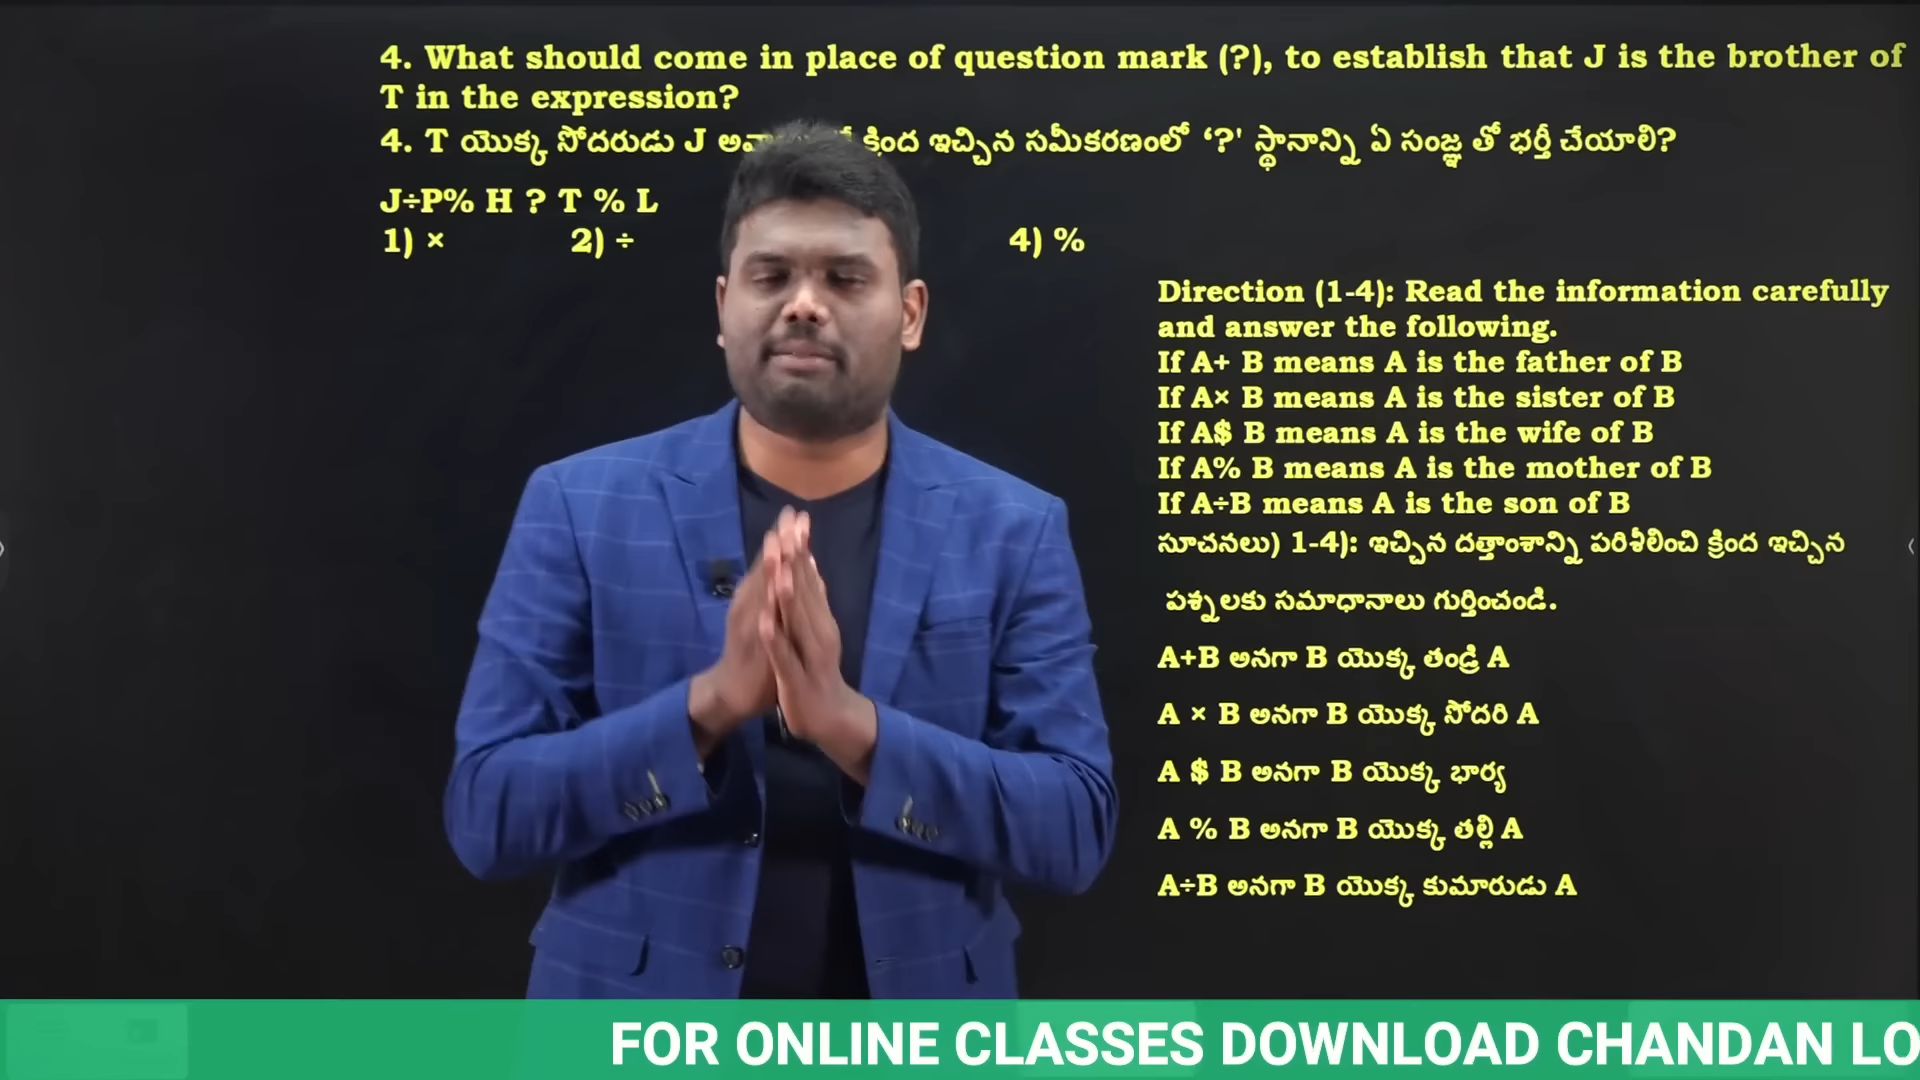 4. What should come in place of question mark (?), to establish that J is the brother of
T in the expression?
4. T యొక్క సోదరుడు J క్రింద ఇచ్చిన సమీకరణంలో ‘?' స్థానాన్ని ఏ సంజ్ఞ తో భర్తీ చేయాలి?
J÷P% H ? T % L
1) × 2) ÷ 4) %
Direction (1-4): Read the information carefully
and answer the following.
If A+ B means A is the father of B
If A× B means A is the sister of B
If A$ B means A is the wife of B
If A% B means A is the mother of B
If A÷B means A is the son of B
సూచనలు) 1-4): ఇచ్చిన దత్తాంశాన్ని పరిశీలించి క్రింద ఇచ్చిన
పశ్నలకు సమాధానాలు గుర్తించండి.
A+B అనగా B యొక్క తండ్రి A
A × B అనగా B యొక్క సోదరి A
A $ B అనగా B యొక్క భార్య
A % B అనగా B యొక్క తల్లి A
A÷B అనగా B యొక్క కుమారుడు A
FOR ONLINE CLASSES DOWNLOAD CHANDAN LO